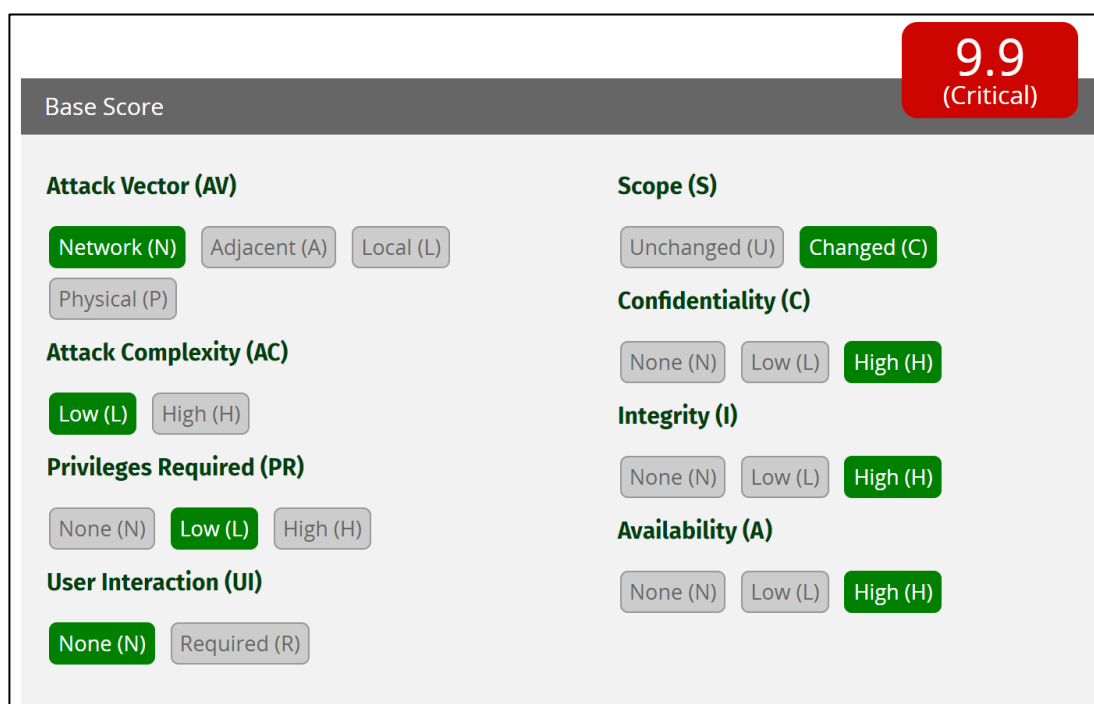 9.9
(Critical)
Base Score
Attack Vector (AV)
Network (N) Adjacent (A) Local (L)
Physical (P)
Attack Complexity (AC)
Low (L) High (H)
Privileges Required (PR)
None (N) Low (L) High (H)
User Interaction (UI)
None (N) Required (R)
Scope (S)
Unchanged (U) Changed (C)
Confidentiality (C)
None (N) Low (L) High (H)
Integrity (I)
None (N) Low (L) High (H)
Availability (A)
None (N) Low (L) High (H)